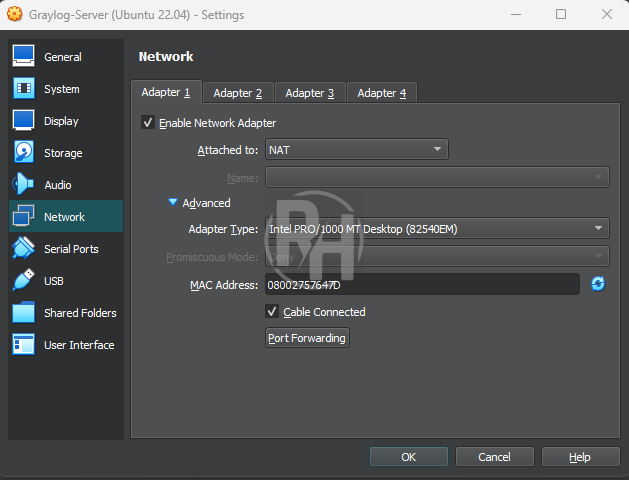 Graylog-Server (Ubuntu 22.04) - Settings
General
System
Display
Storage
Audio
Network
Serial Ports
USB
Shared Folders
User Interface
Network
Adapter 1 Adapter 2 Adapter 3 Adapter 4
Enable Network Adapter
Attached to: NAT
Name:
Advanced
Adapter Type: Intel PRO/1000 MT Desktop (82540EM)
Promiscuous Mode: Deny
MAC Address: 08002757647D
Cable Connected
Port Forwarding
OK Cancel Help
RH